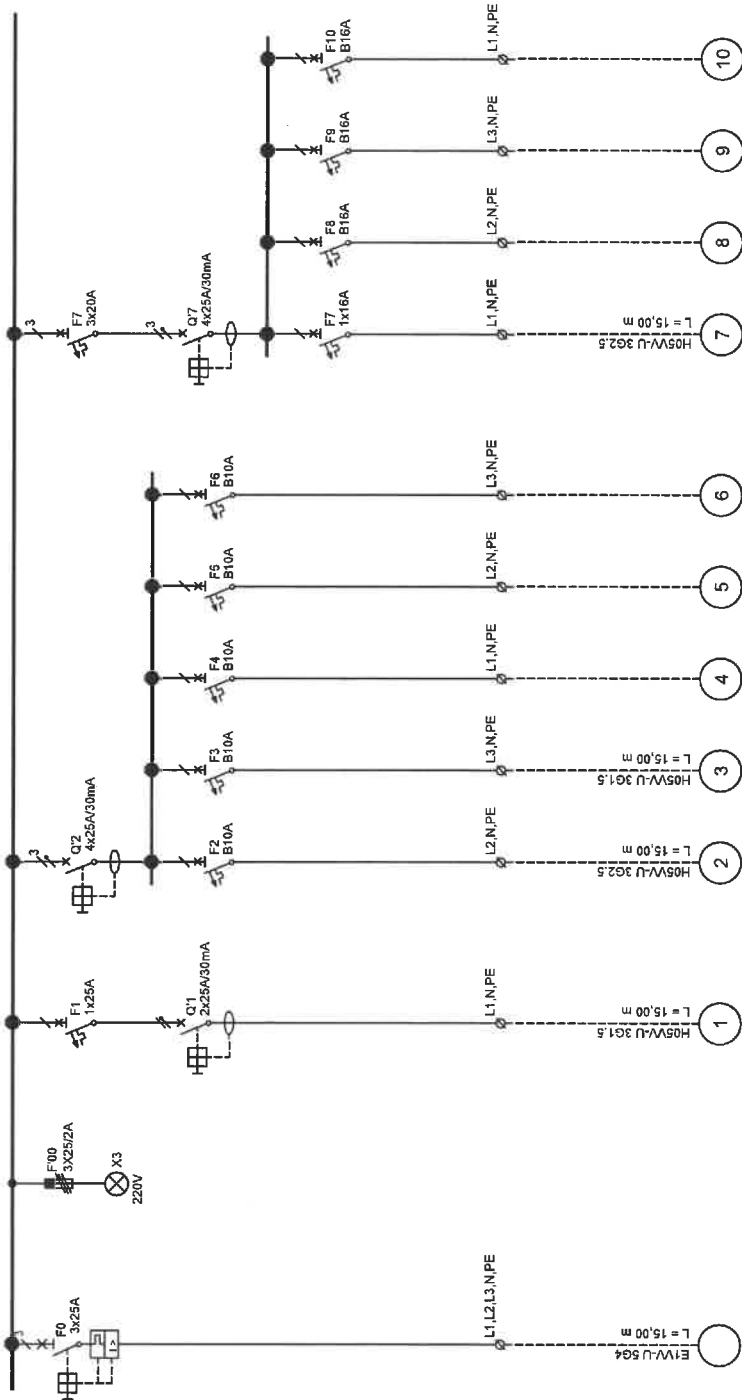 F0
3x25A
L1,L2,L3,N,PE
E1VV-U 5G4
L = 15,00 m
F'00
3X25/2A
X3
220V
F1
1x25A
Q'1
2x25A/30mA
L1,N,PE
H05VV-U 3G1.5
L = 15,00 m
1
3
Q'2
4x25A/30mA
F2
B10A
L2,N,PE
H05VV-U 3G2.5
L = 15,00 m
2
F3
B10A
L3,N,PE
H05VV-U 3G1.5
L = 15,00 m
3
F4
B10A
L1,N,PE
4
F5
B10A
L2,N,PE
5
F6
B10A
L3,N,PE
6
3
F7
3x20A
3
Q'7
4x25A/30mA
F7
1x16A
L1,N,PE
H05VV-U 3G2.5
L = 15,00 m
7
F8
B16A
L2,N,PE
8
F9
B16A
L3,N,PE
9
F10
B16A
L1,N,PE
10